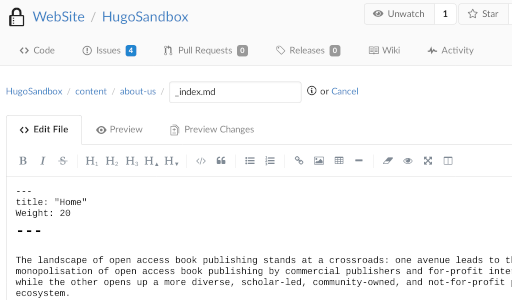 WebSite / HugoSandbox
Unwatch 1 Star
Code Issues 4 Pull Requests 0 Releases 0 Wiki Activity
HugoSandbox / content / about-us / _index.md or Cancel
Edit File Preview Preview Changes
B I S H1 H2 H3 H▲ H▼
---
title: "Home"
Weight: 20
---
The landscape of open access book publishing stands at a crossroads: one avenue leads to
monopolisation of open access book publishing by commercial publishers and for-profit
while the other opens up a more diverse, scholar-led, community-owned, and not-for-profit
ecosystem.